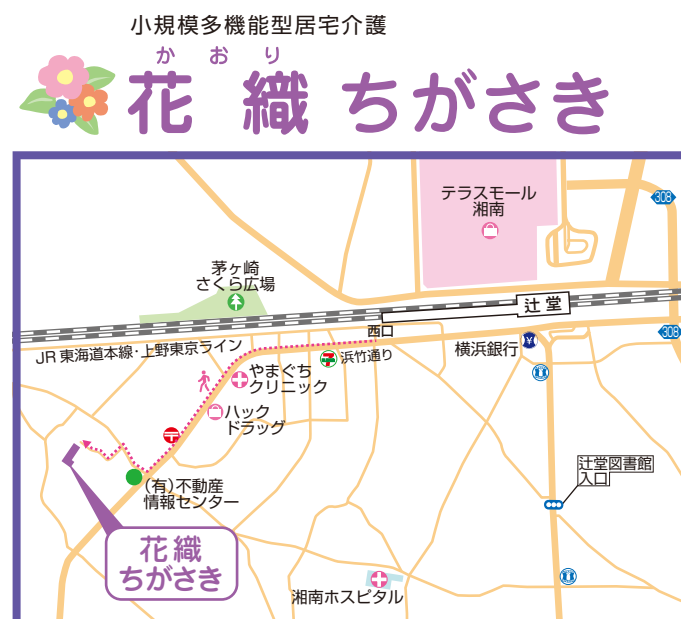 小規模多機能型居宅介護
かおり
花織 ちがさき
テラスモール
湘南
308
茅ヶ崎
さくら広場
辻堂
西口
308
JR東海道本線・上野東京ライン
浜竹通り
横浜銀行
やまぐち
クリニック
ハック
ドラッグ
辻堂図書館
入口
(有)不動産
情報センター
花織
ちがさき
湘南ホスピタル